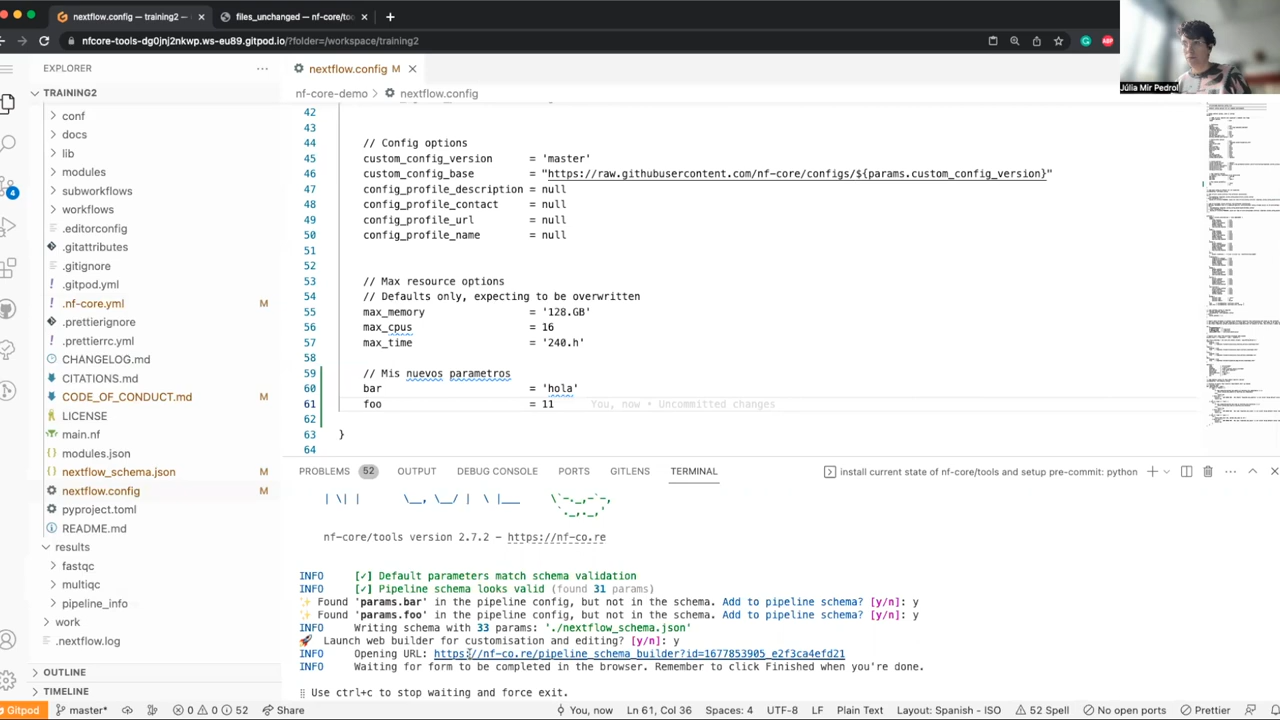 nextflow.config — training2 —
files_unchanged — nf-core/to
nfcore-tools-dg0jnj2nkwp.ws-eu89.gitpod.io/?folder=/workspace/training2
ABP
Júlia Mir Pedrol
EXPLORER
nextflow.config M
TRAINING2
nf-core-demo > nextflow.config
conf
docs
lib
modules
subworkflows
workflows
.editorconfig
.gitattributes
.gitignore
.gitpod.yml
.nf-core.yml M
.prettierignore
.prettierrc.yml
CHANGELOG.md
CITATIONS.md
CODE_OF_CONDUCT.md M
LICENSE
main.nf
modules.json
nextflow_schema.json M
nextflow.config M
pyproject.toml
README.md
results
fastqc
multiqc
pipeline_info
work
.nextflow.log
OUTLINE
TIMELINE
4
42
43
44 // Config options
45 'master'
46 "https://raw.githubusercontent.com/nf-core/configs/${params.custom_config_version}"
47 config_profile_description = null
48 null
49 null
50 null
51
52
53 // Max resource options
54 // Defaults only, expecting to be overwritten
55 max_memory '128.GB'
56 max_cpus
57
58
59
60 'hola'
61 You, now • Uncommitted changes
62
63 }
64
PROBLEMS 52 OUTPUT DEBUG CONSOLE PORTS GITLENS TERMINAL
install current state of nf-core/tools and setup pre-commit: python
nf-core/tools version 2.7.2 - https://nf-co.re
INFO [✓] Default parameters match schema validation
INFO [✓] Pipeline schema looks valid (found 31 params)
✨ Found 'params.bar' in the pipeline config, but not in the schema. Add to pipeline schema? [y/n]: y
✨ Found 'params.foo' in the pipeline config, but not in the schema. Add to pipeline schema? [y/n]: y
INFO Writing schema with 33 params: './nextflow_schema.json'
🚀 Launch web builder for customisation and editing? [y/n]: y
INFO Opening URL: https://nf-co.re/pipeline_schema_builder?id=1677853905_e2f3ca4efd21
INFO Waiting for form to be completed in the browser. Remember to click Finished when you're done.
Use ctrl+c to stop waiting and force exit.
Gitpod master* 0 0 52 Share You, now Ln 61, Col 36 Spaces: 4 UTF-8 LF Plain Text Layout: Spanish - ISO 52 Spell No open ports Prettier